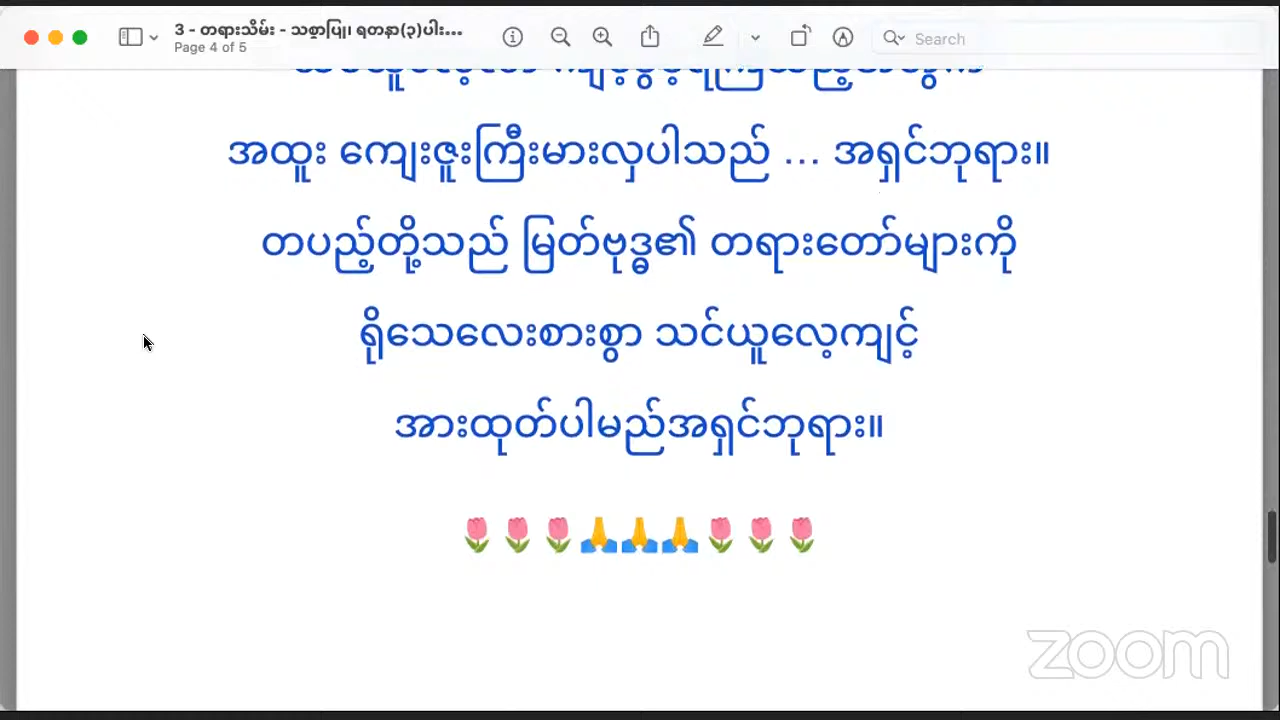 3 - တရားသိမ်း - သစ္စာပြု၊ ရတနာ(၃)ပါး...
Page 4 of 5
Search
အထူး ကျေးဇူးကြီးမားလှပါသည် ... အရှင်ဘုရား။
တပည့်တို့သည် မြတ်ဗုဒ္ဓ၏ တရားတော်များကို
ရိုသေလေးစားစွာ သင်ယူလေ့ကျင့်
အားထုတ်ပါမည်အရှင်ဘုရား။
zoom